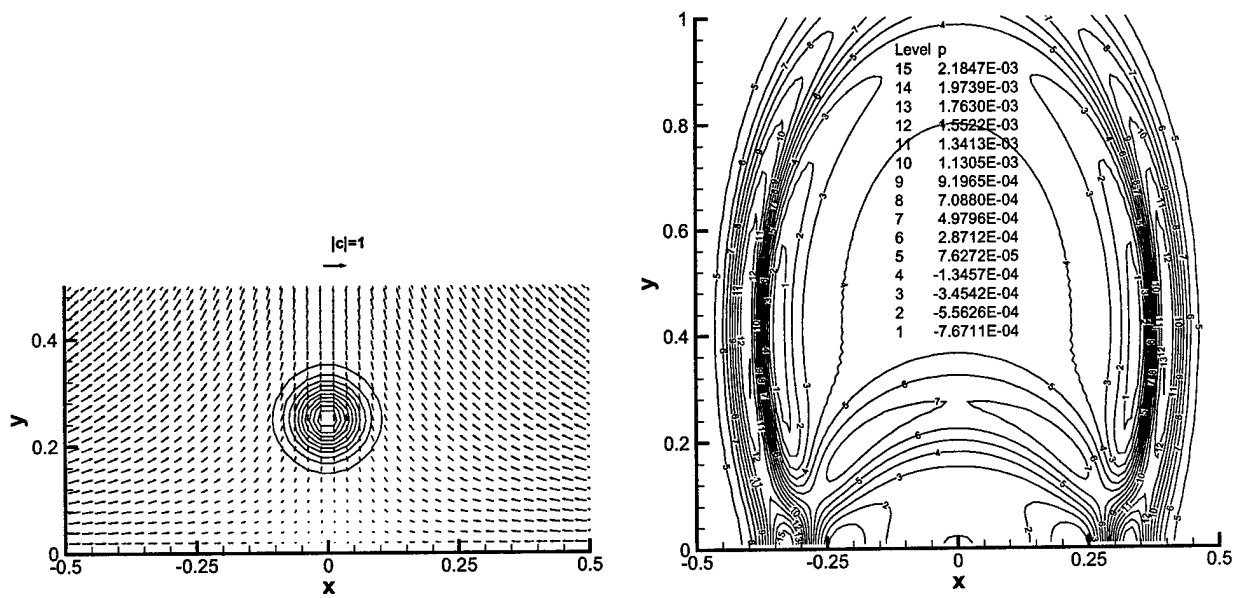 |c|=1
y
0.4
0.2
0
-0.5
-0.25
0
0.25
0.5
x
1
0.8
0.6
0.4
0.2
0
y
Level p
15 2.1847E-03
14 1.9739E-03
13 1.7630E-03
12 1.5522E-03
11 1.3413E-03
10 1.1305E-03
9 9.1965E-04
8 7.0880E-04
7 4.9796E-04
6 2.8712E-04
5 7.6272E-05
4 -1.3457E-04
3 -3.4542E-04
2 -5.5626E-04
1 -7.6711E-04
-0.5
-0.25
0
0.25
0.5
x